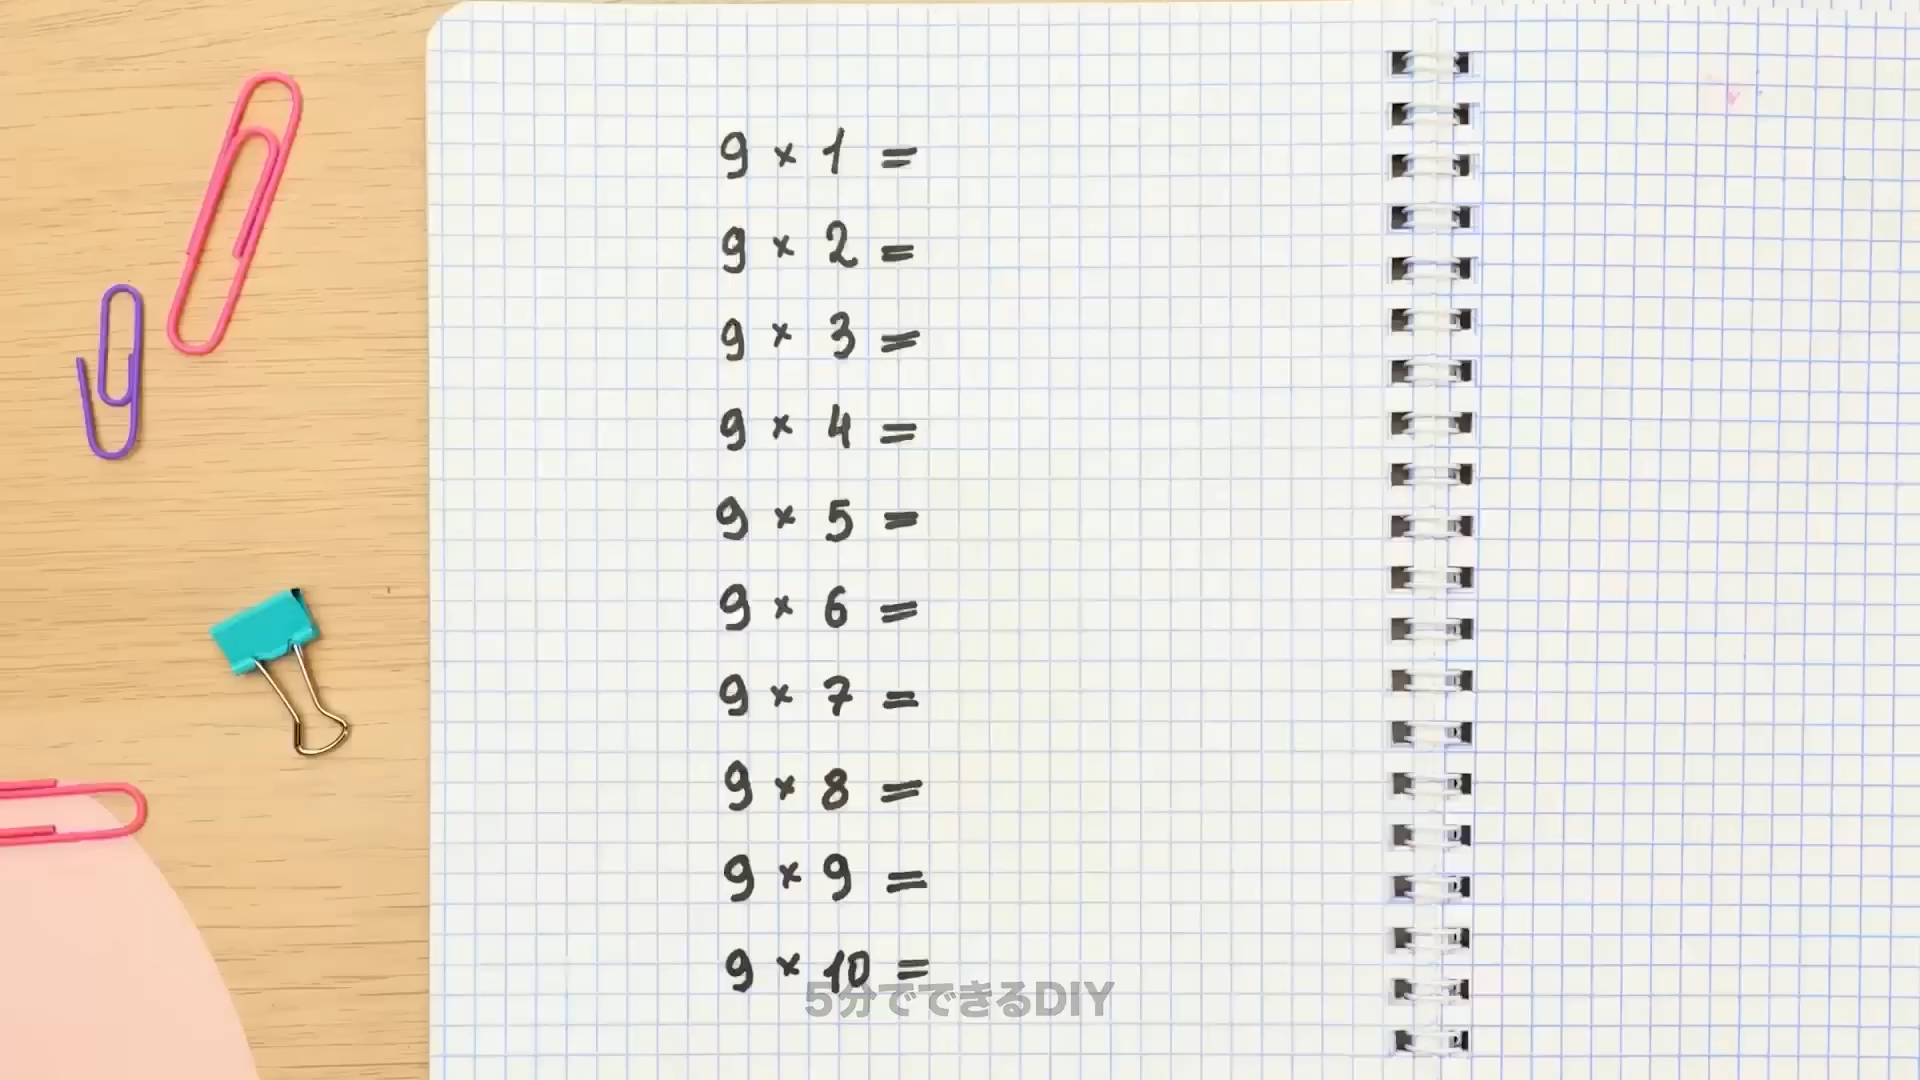 9 × 1 =
9 × 2 =
9 × 3 =
9 × 4 =
9 × 5 =
9 × 6 =
9 × 7 =
9 × 8 =
9 × 9 =
9 × 10 =
5分でできるDIY